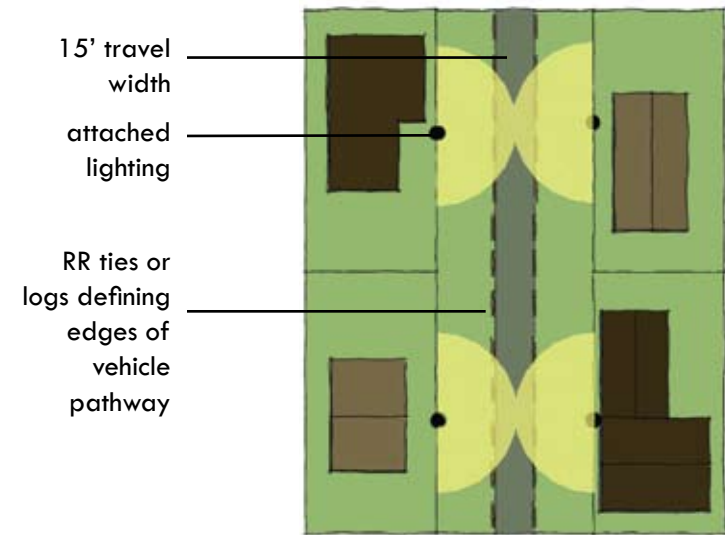 15’ travel
width
attached
lighting
RR ties or
logs defining
edges of
vehicle
pathway